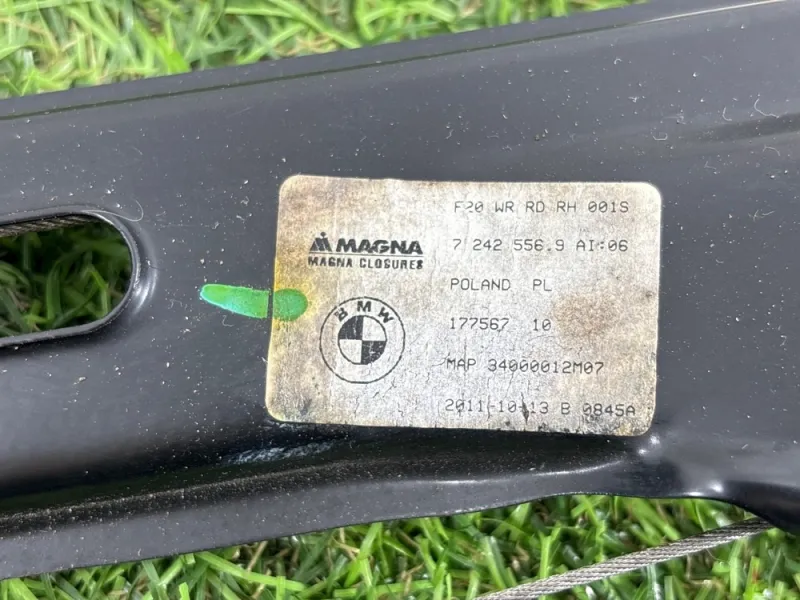 F20 WR RD RH 001S
MAGNA
7 242 556.9 AI:06
MAGNA CLOSURES
POLAND PL
BMW
177567 10
MAP 34000012M07
2011-10-13 B 0845A